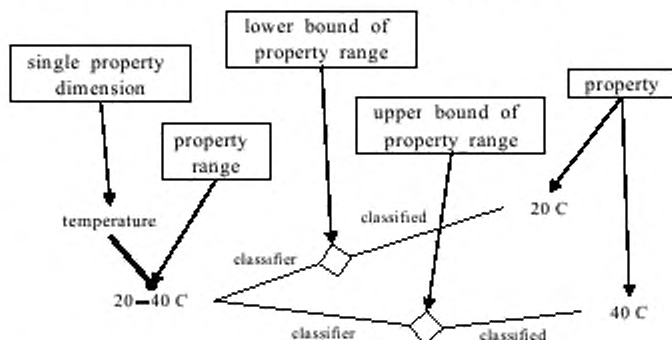 lower bound of
property range
single property
dimension
property
upper bound of
property range
property
range
temperature
classified
20 C
classifier
20-40 C
40 C
classifier
classified